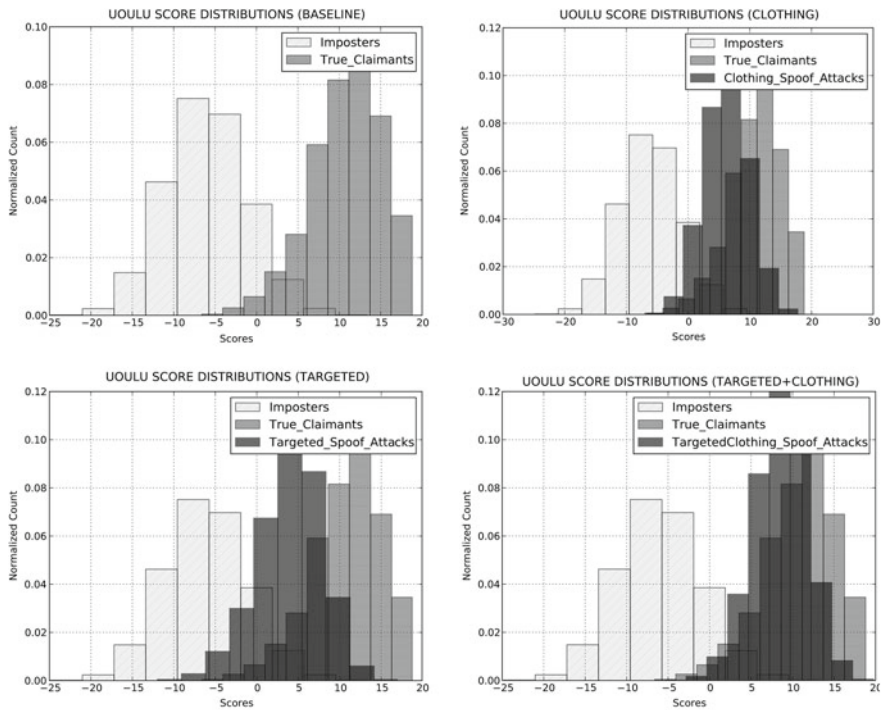 UOULU SCORE DISTRIBUTIONS (BASELINE)
Imposters
True_Claimants
Normalized Count
0.10
0.08
0.06
0.04
0.02
0.00
−25 −20 −15 −10 −5 0 5 10 15 20
Scores
UOULU SCORE DISTRIBUTIONS (CLOTHING)
Imposters
True_Claimants
Clothing_Spoof_Attacks
Normalized Count
0.12
0.10
0.08
0.06
0.04
0.02
0.00
−30 −20 −10 0 10 20 30
Scores
UOULU SCORE DISTRIBUTIONS (TARGETED)
Imposters
True_Claimants
Targeted_Spoof_Attacks
Normalized Count
0.12
0.10
0.08
0.06
0.04
0.02
0.00
−25 −20 −15 −10 −5 0 5 10 15 20
Scores
UOULU SCORE DISTRIBUTIONS (TARGETED+CLOTHING)
Imposters
True_Claimants
TargetedClothing_Spoof_Attacks
Normalized Count
0.12
0.10
0.08
0.06
0.04
0.02
0.00
−25 −20 −15 −10 −5 0 5 10 15 20
Scores